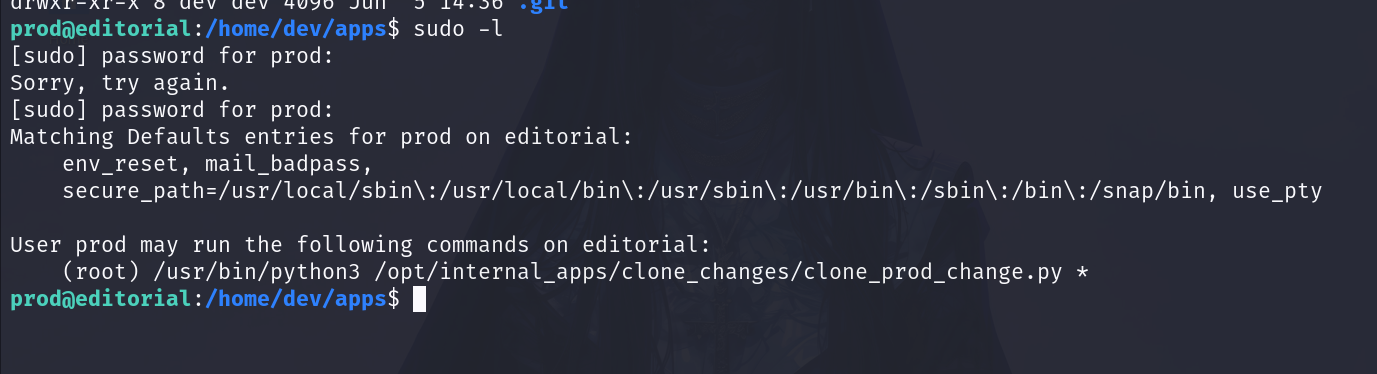 drwxr-xr-x 8 dev dev 4096 Jun  5 14:36 .git
prod@editorial:/home/dev/apps$ sudo -l
[sudo] password for prod:
Sorry, try again.
[sudo] password for prod:
Matching Defaults entries for prod on editorial:
    env_reset, mail_badpass,
    secure_path=/usr/local/sbin\:/usr/local/bin\:/usr/sbin\:/usr/bin\:/sbin\:/bin\:/snap/bin, use_pty

User prod may run the following commands on editorial:
    (root) /usr/bin/python3 /opt/internal_apps/clone_changes/clone_prod_change.py *
prod@editorial:/home/dev/apps$